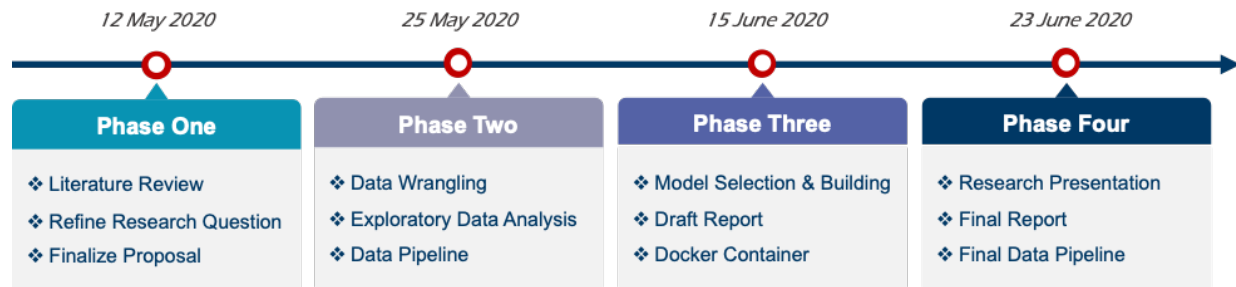 12 May 2020
25 May 2020
15 June 2020
23 June 2020
Phase One
❖ Literature Review
❖ Refine Research Question
❖ Finalize Proposal
Phase Two
❖ Data Wrangling
❖ Exploratory Data Analysis
❖ Data Pipeline
Phase Three
❖ Model Selection & Building
❖ Draft Report
❖ Docker Container
Phase Four
❖ Research Presentation
❖ Final Report
❖ Final Data Pipeline